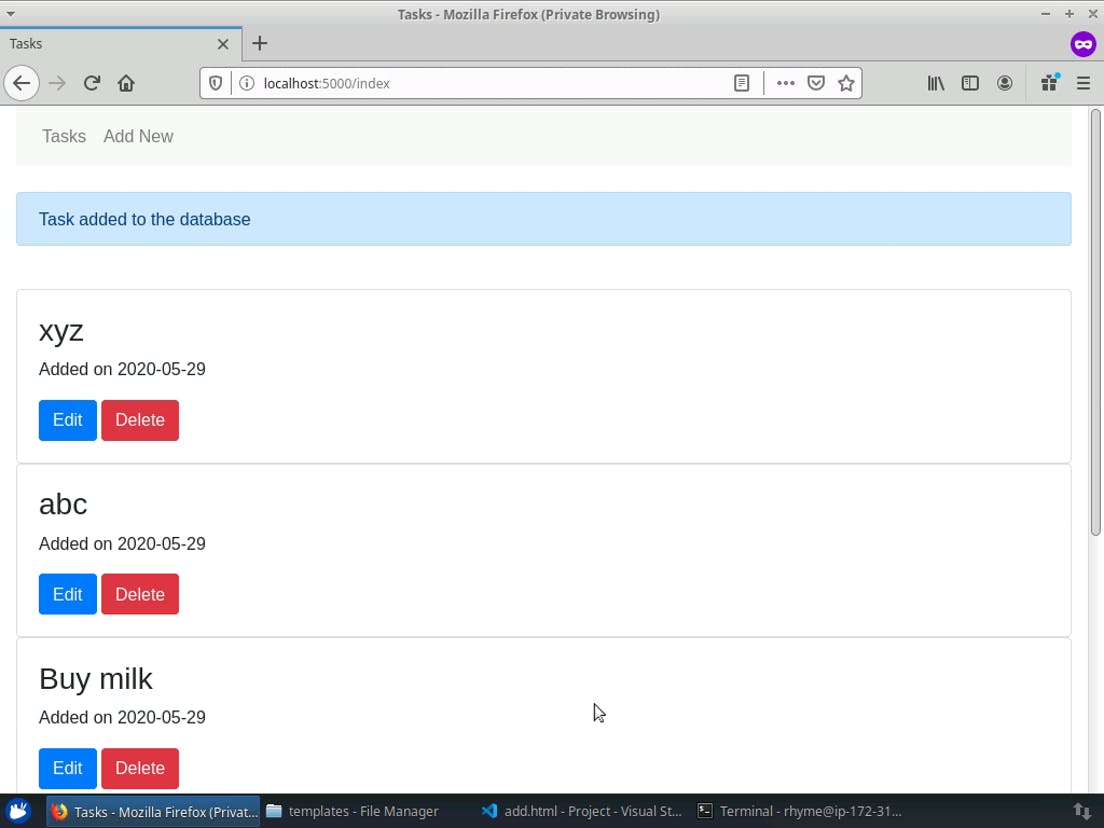 Tasks - Mozilla Firefox (Private Browsing)
Tasks
localhost:5000/index
Tasks Add New
Task added to the database
xyz
Added on 2020-05-29
Edit Delete
abc
Added on 2020-05-29
Edit Delete
Buy milk
Added on 2020-05-29
Edit Delete
Tasks - Mozilla Firefox (Privat... templates - File Manager add.html - Project - Visual St... Terminal - rhyme@ip-172-31...